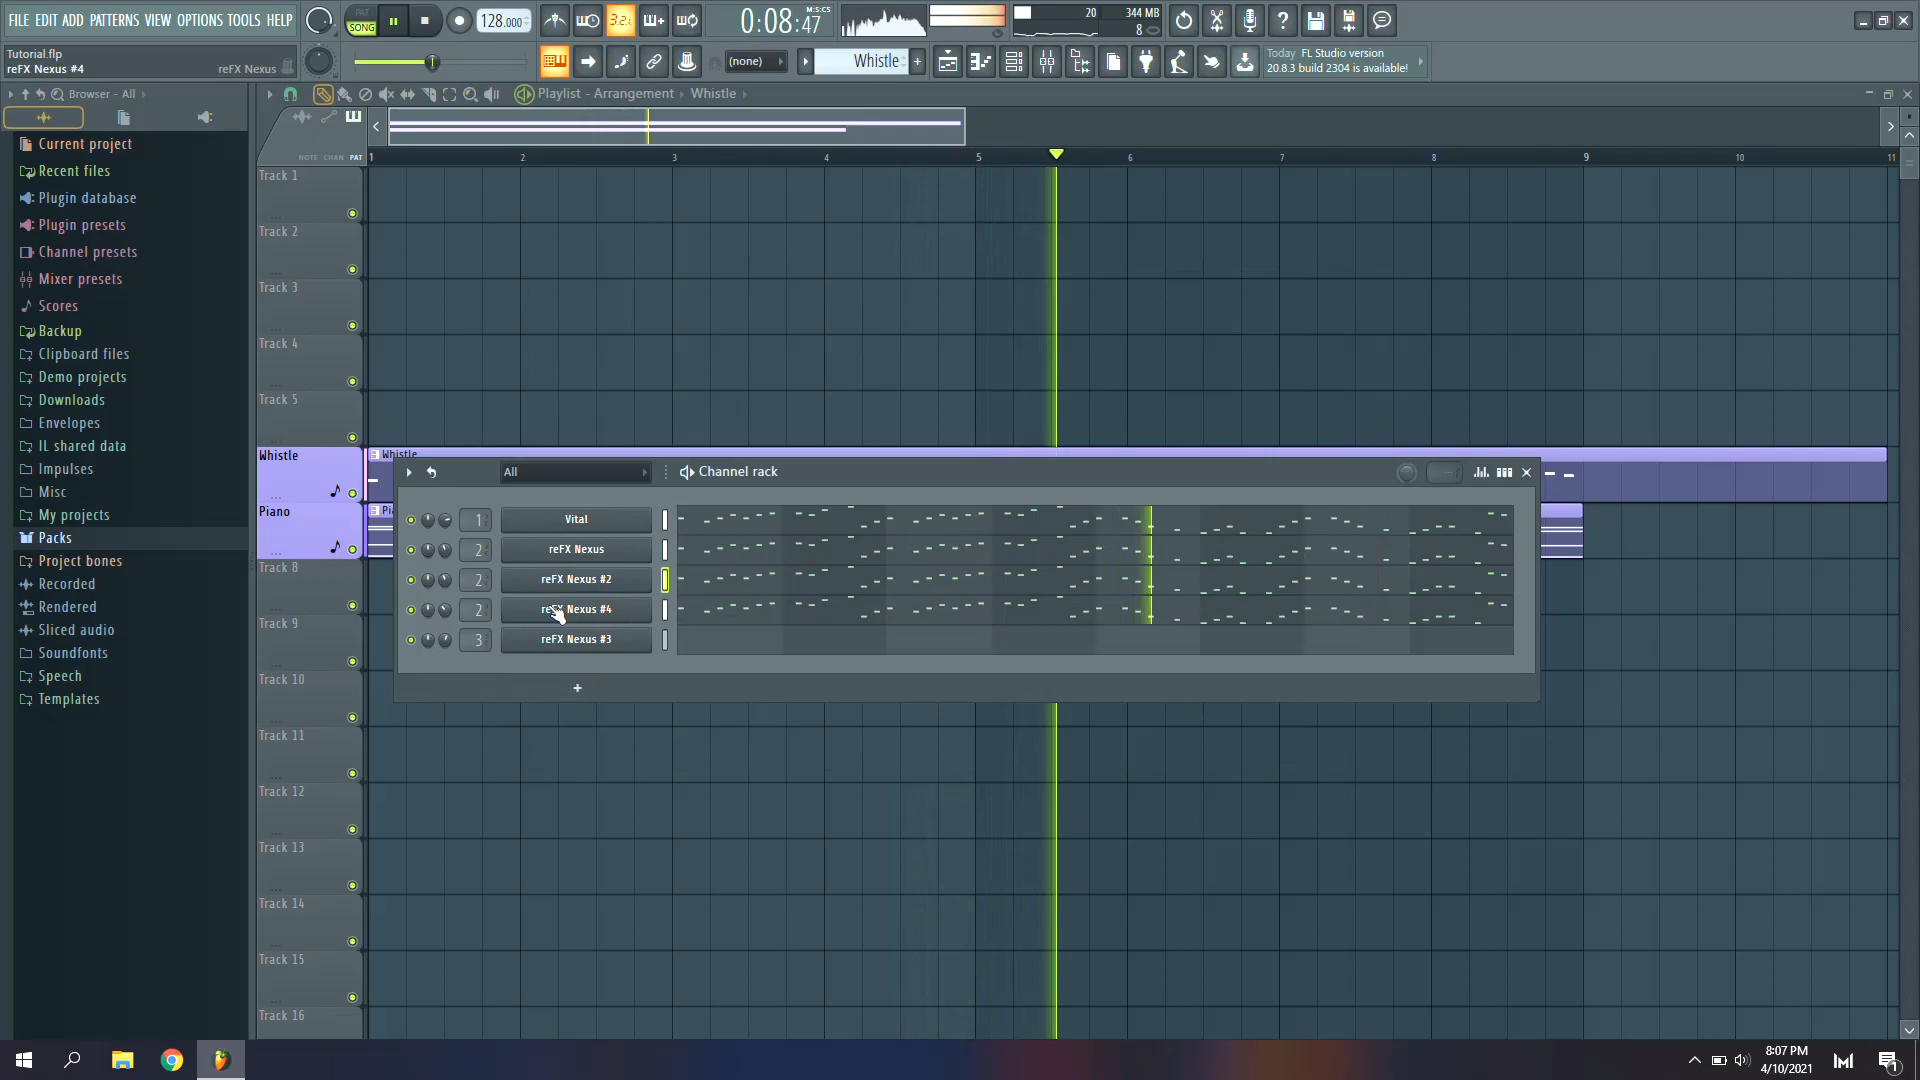 FILE EDIT ADD PATTERNS VIEW OPTIONS TOOLS HELP
PAT
SONG
128.000
3.2.
0:08:47
M:S:CS
20
344 MB
8
Tutorial.flp
reFX Nexus #4
reFX Nexus
(none)
Whistle
+
Today FL Studio version
20.8.3 build 2304 is available!
Browser - All
Playlist - Arrangement
Whistle
NOTE CHAN PAT
1 2 3 4 5 6 7 8 9 10 11
Current project
Recent files
Plugin database
Plugin presets
Channel presets
Mixer presets
Scores
Backup
Clipboard files
Demo projects
Downloads
Envelopes
IL shared data
Impulses
Misc
My projects
Packs
Project bones
Recorded
Rendered
Sliced audio
Soundfonts
Speech
Templates
Track 1
Track 2
Track 3
Track 4
Track 5
Whistle
Whistle
Piano
Track 8
Track 9
Track 10
Track 11
Track 12
Track 13
Track 14
Track 15
Track 16
All
Channel rack
1 Vital
2 reFX Nexus
2 reFX Nexus #2
2 reFX Nexus #4
3 reFX Nexus #3
+
8:07 PM
4/10/2021
1